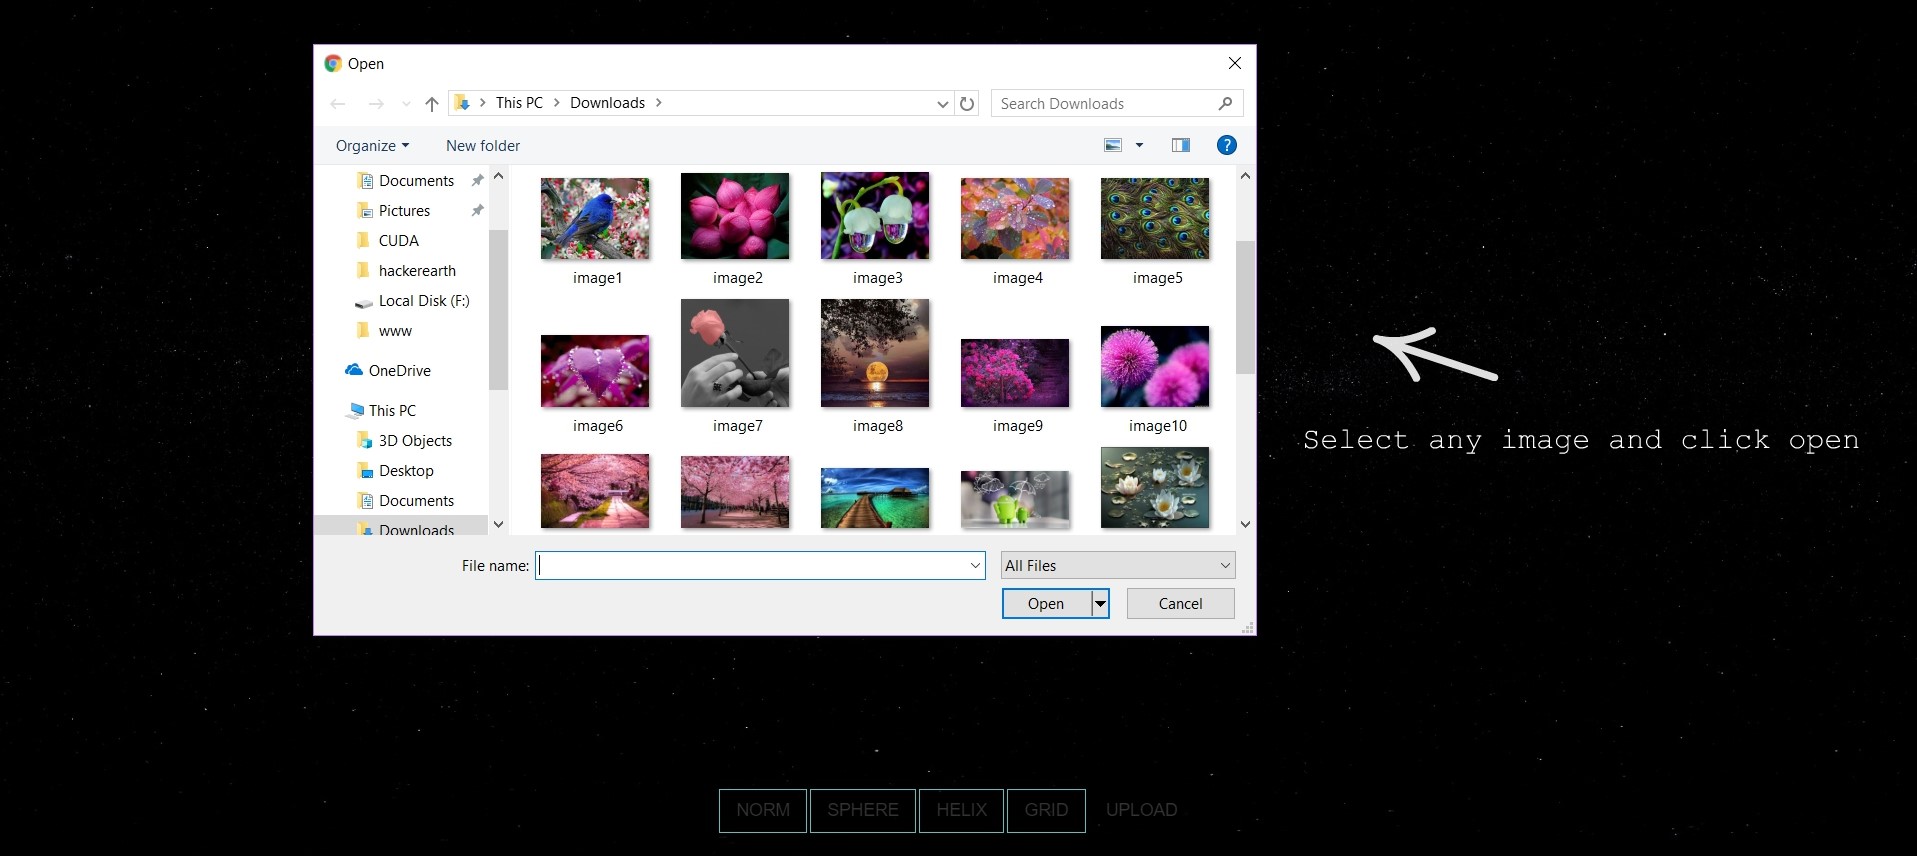 Open
This PC > Downloads >
Search Downloads
Organize
New folder
?
Documents
Pictures
CUDA
hackerearth
Local Disk (F:)
www
OneDrive
This PC
3D Objects
Desktop
Documents
Downloads
image1 image2 image3 image4 image5
image6 image7 image8 image9 image10
File name:
All Files
Open
Cancel
Select any image and click open
NORM SPHERE HELIX GRID UPLOAD